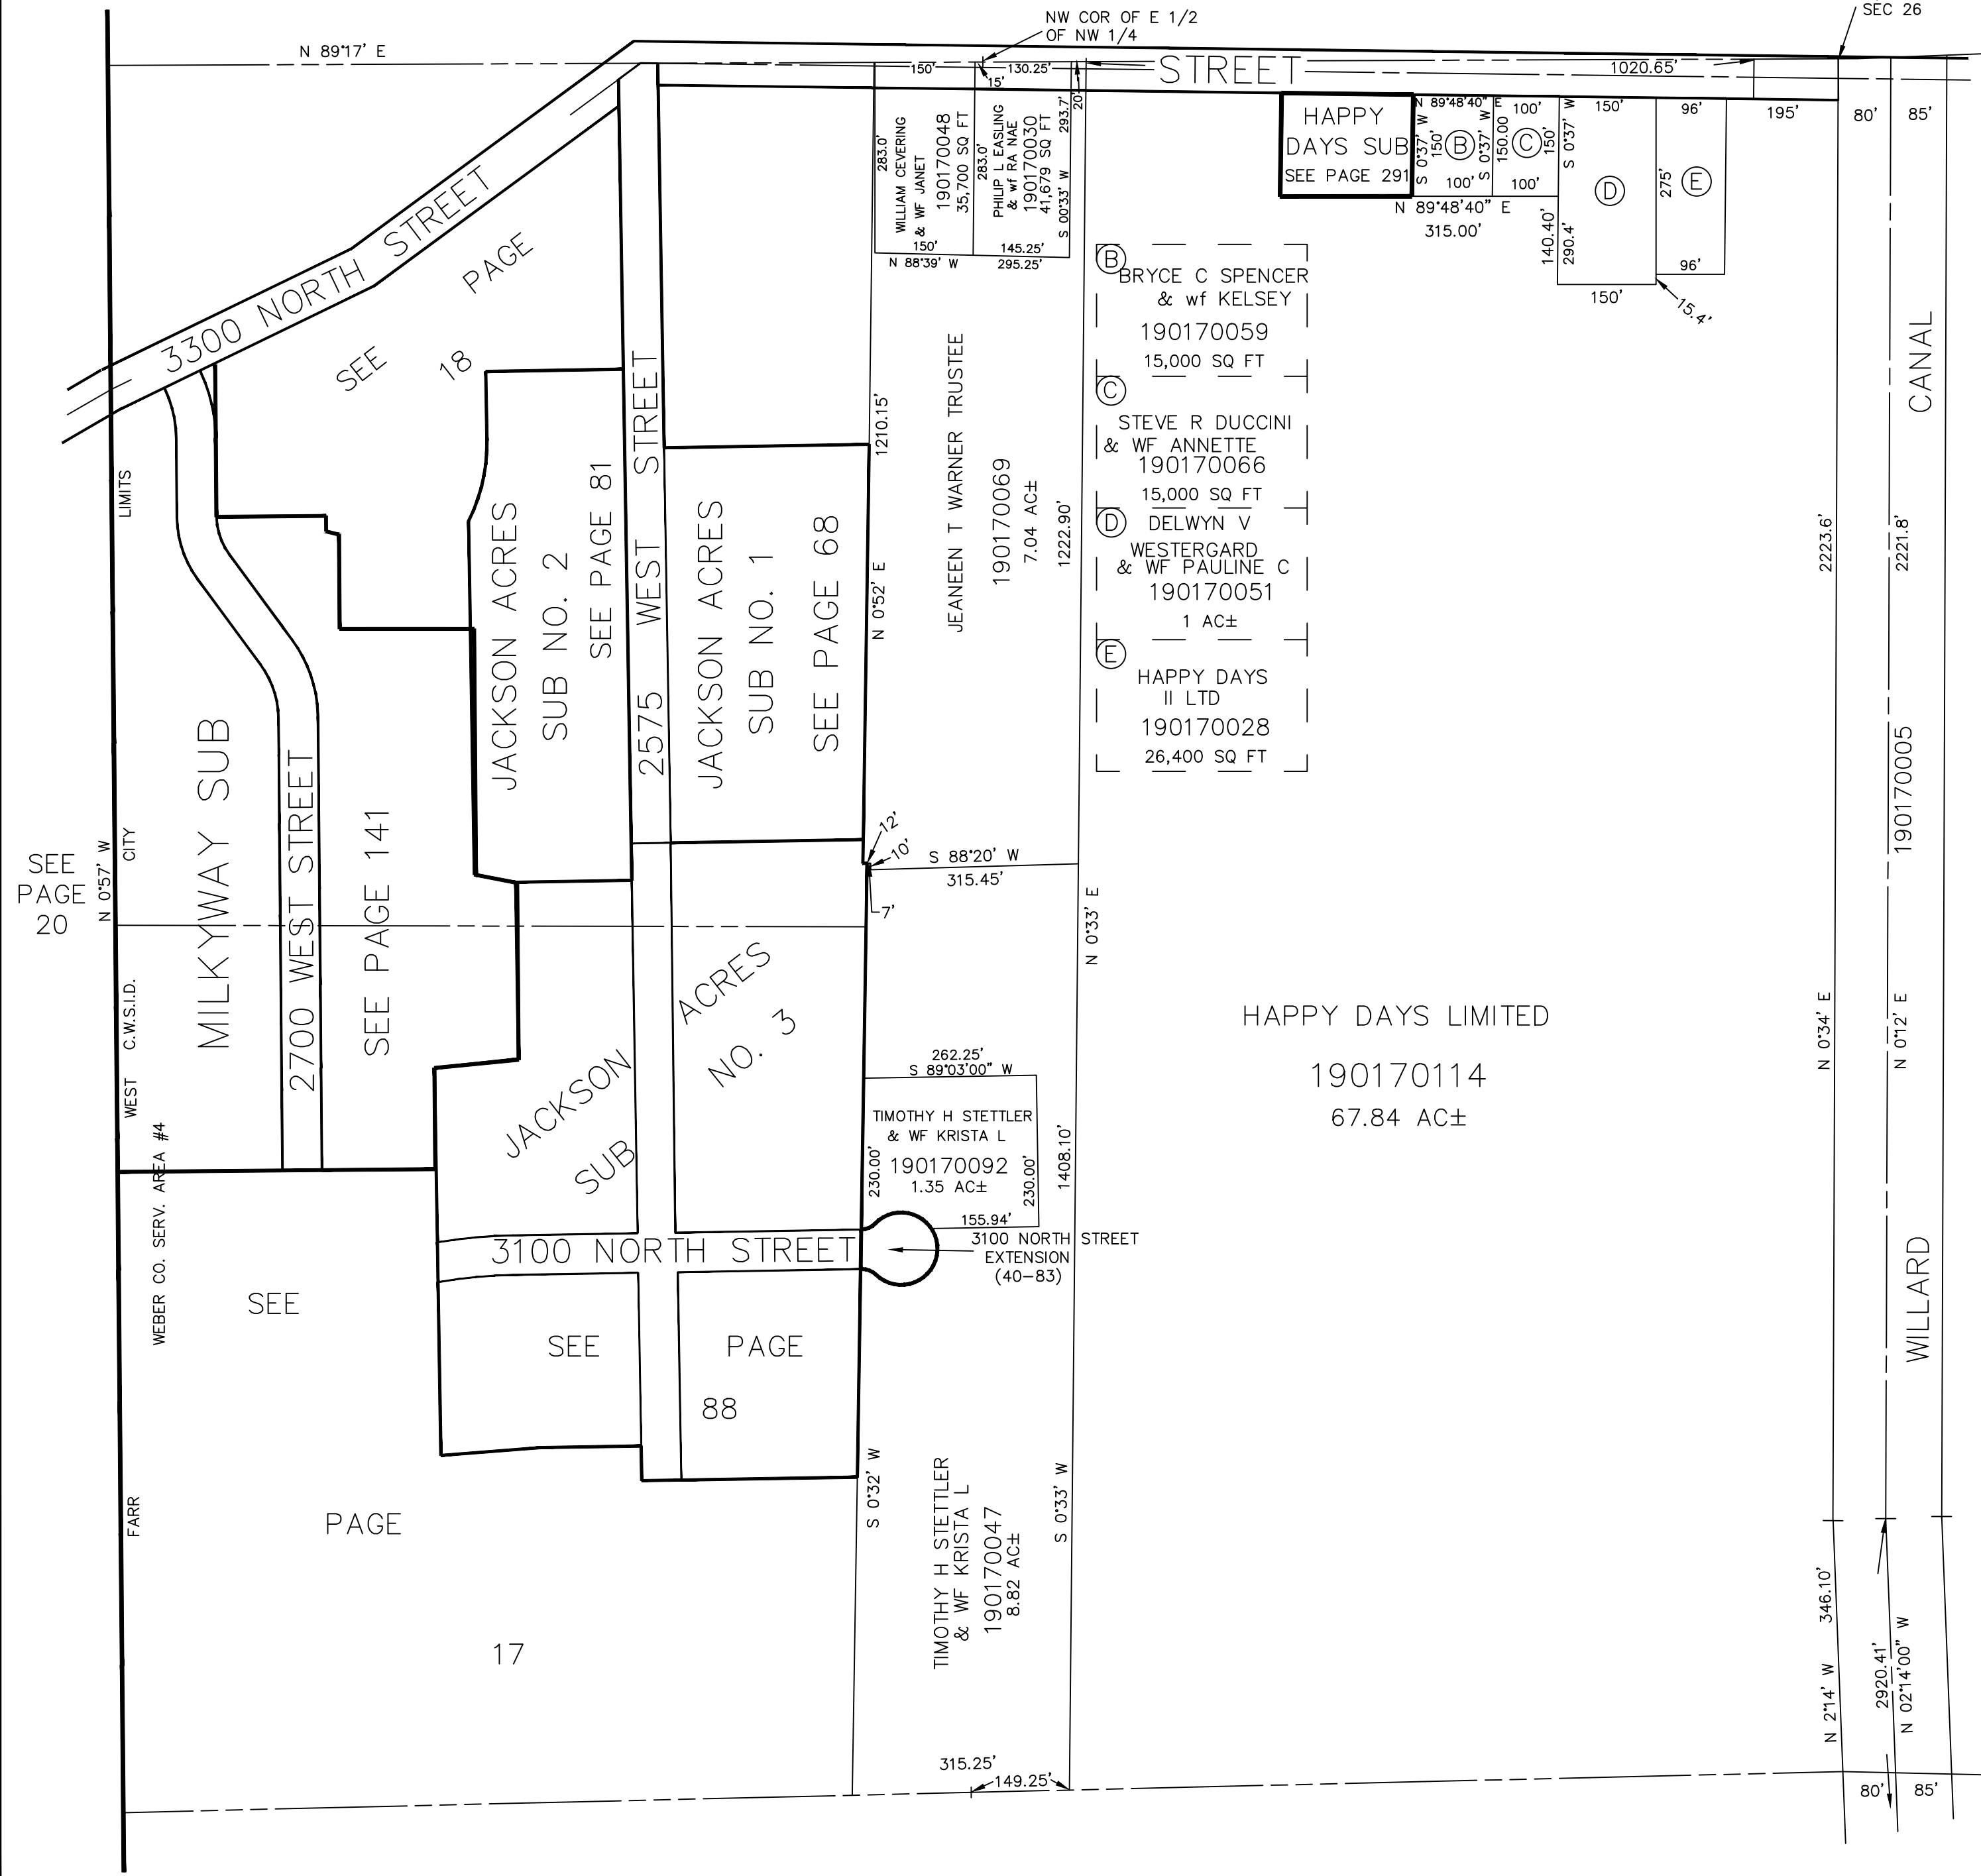 SEC 26
NW COR OF E 1/2
OF NW 1/4
N 89°17' E
150'
130.25'
15'
20'
STREET
1020.65'
3300 NORTH STREET
SEE PAGE
18
283.0'
WILLIAM CEVERING
& WF JANET
190170048
35,700 SQ FT
150'
N 88°39' W
283.0'
PHILIP L EASLING
& wf RA NAE
190170030
41,679 SQ FT
145.25'
295.25'
S 00°33' W 293.7'
HAPPY
DAYS SUB
SEE PAGE 291
N 89°48'40" E
S 0°37' W
150'
B
100'
S 0°37' W
150.00
100'
C
150'
100'
S 0°37' W
N 89°48'40" E
315.00'
150'
D
140.40'
290.4'
150'
96'
275'
E
96'
15.4'
195'
80'
85'
B
BRYCE C SPENCER
& wf KELSEY
190170059
15,000 SQ FT
C
STEVE R DUCCINI
& WF ANNETTE
190170066
15,000 SQ FT
D
DELWYN V
WESTERGARD
& WF PAULINE C
190170051
1 AC±
E
HAPPY DAYS
II LTD
190170028
26,400 SQ FT
JEANEEN T WARNER TRUSTEE
190170069
7.04 AC±
1210.15'
N 0°52' E
1222.90'
JACKSON ACRES
SUB NO. 2
SEE PAGE 81
2575 WEST STREET
JACKSON ACRES
SUB NO. 1
SEE PAGE 68
MILKYWAY SUB
2700 WEST STREET
SEE PAGE 141
SEE
PAGE
20
N 0°57' W
FARR WEST CITY LIMITS
C.W.S.I.D.
WEBER CO. SERV. AREA #4
12'
10'
7'
S 88°20' W
315.45'
N 0°33' E
JACKSON ACRES
SUB NO. 3
262.25'
S 89°03'00" W
TIMOTHY H STETTLER
& WF KRISTA L
190170092
1.35 AC±
230.00'
230.00'
155.94'
1408.10'
3100 NORTH STREET
3100 NORTH STREET
EXTENSION
(40-83)
SEE PAGE
88
SEE
PAGE
17
S 0°32' W
TIMOTHY H STETTLER
& WF KRISTA L
190170047
8.82 AC±
S 0°33' W
315.25'
149.25'
HAPPY DAYS LIMITED
190170114
67.84 AC±
2223.6'
N 0°34' E
2221.8'
190170005
N 0°12' E
WILLARD CANAL
346.10'
N 2°14' W
2920.41'
N 02°14'00" W
80'
85'